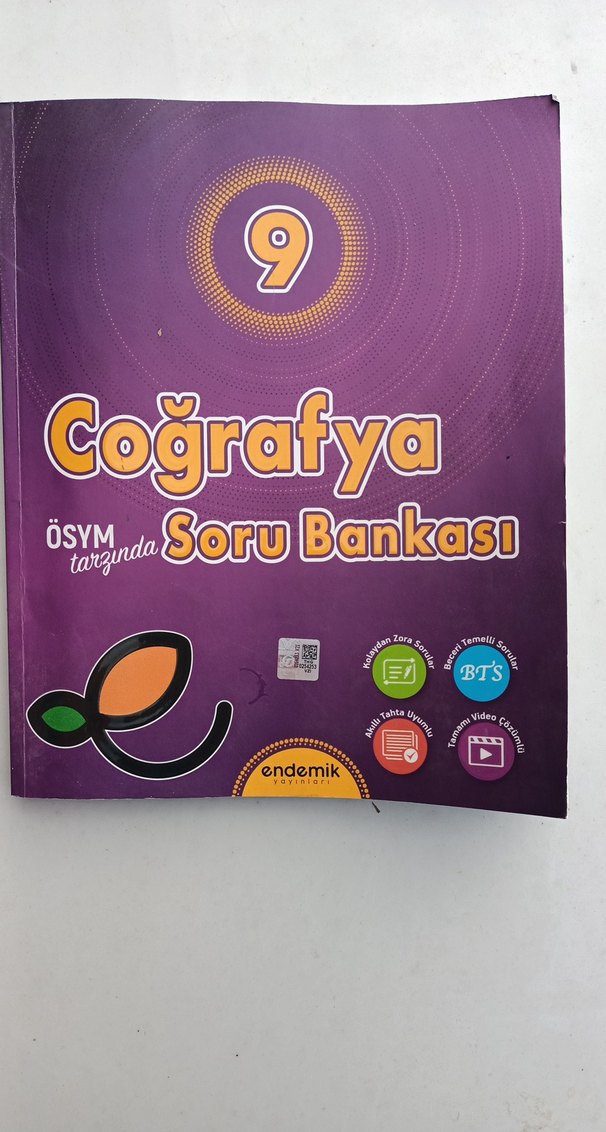 9
Coğrafya
ÖSYM
tarzında
Soru Bankası
Kolaydan Zora Sorular
Beceri Temelli Sorular
BTS
Akıllı Tahta Uyumlu
Tamamı Video Çözümlü
endemik
yayınları